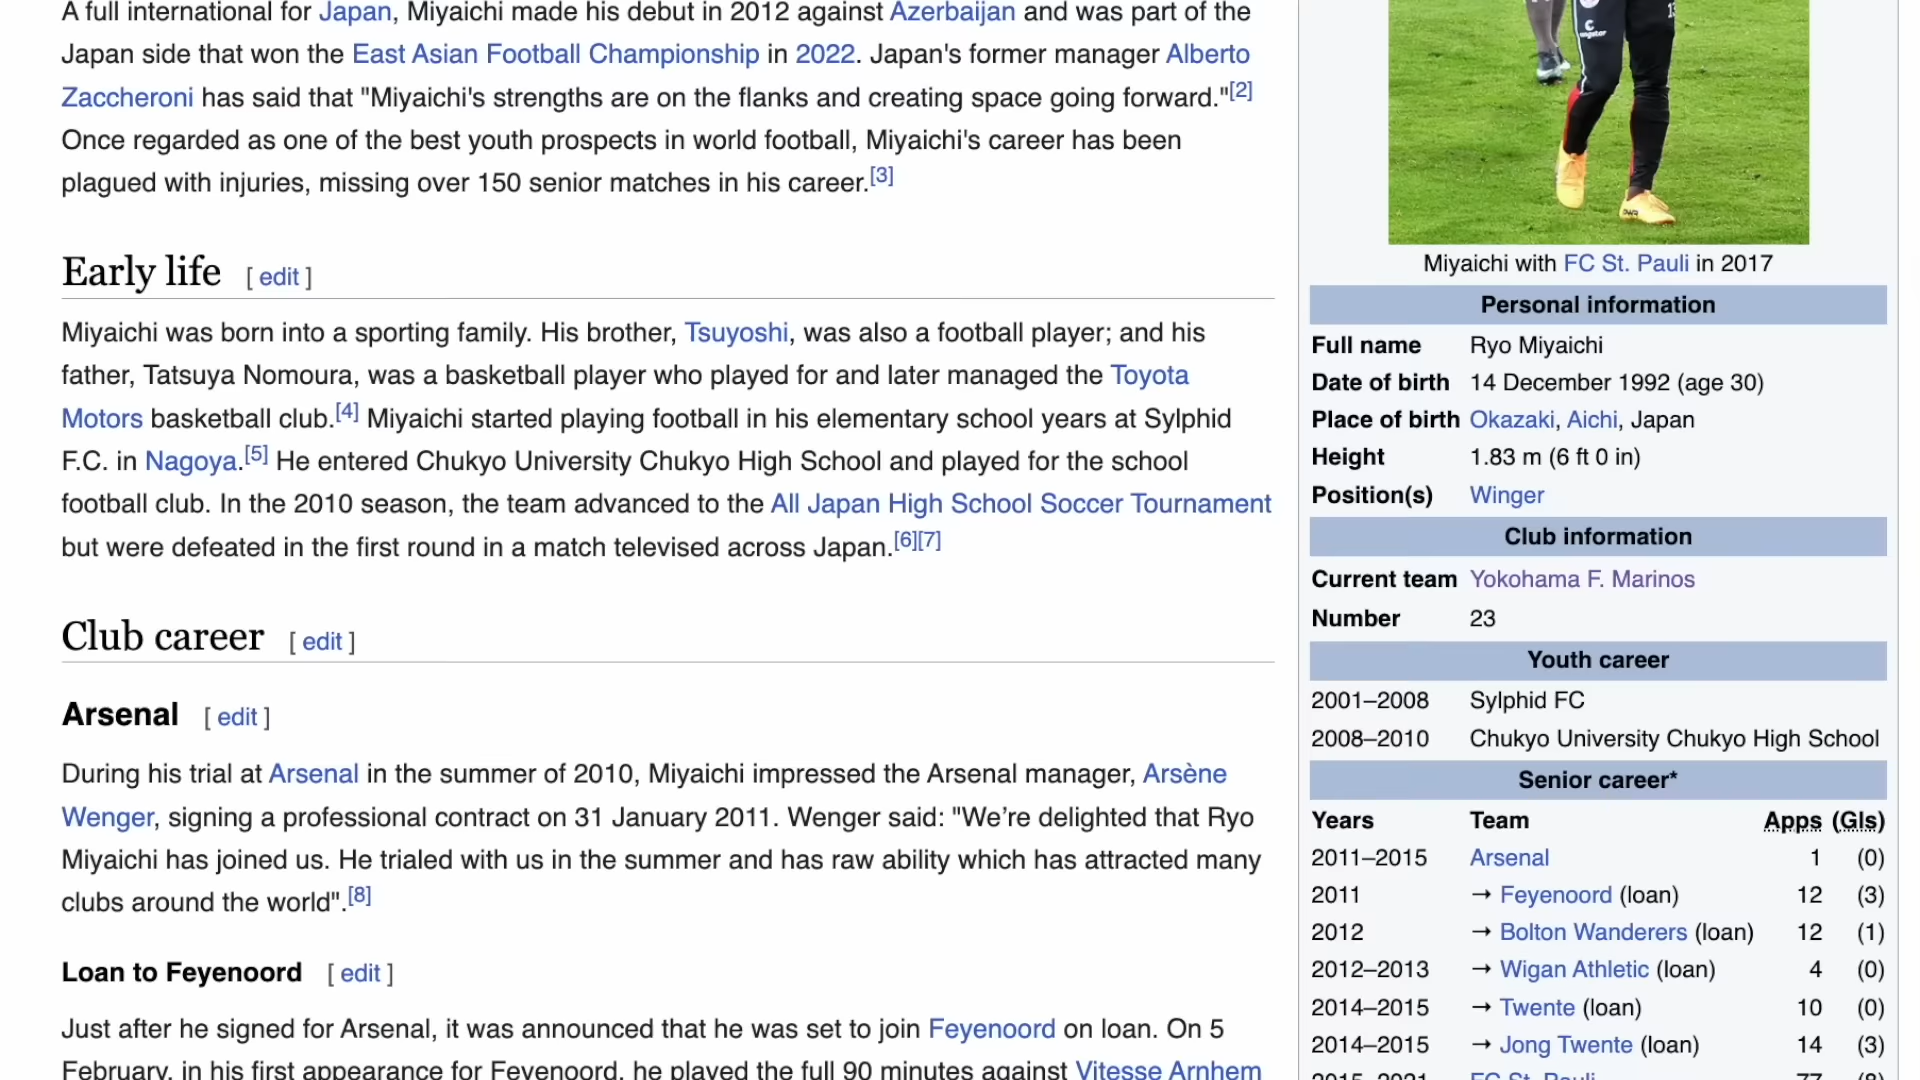 A full international for Japan, Miyaichi made his debut in 2012 against Azerbaijan and was part of the
Japan side that won the East Asian Football Championship in 2022. Japan's former manager Alberto
Zaccheroni has said that "Miyaichi's strengths are on the flanks and creating space going forward."[2]
Once regarded as one of the best youth prospects in world football, Miyaichi's career has been
plagued with injuries, missing over 150 senior matches in his career.[3]
Early life [ edit ]
Miyaichi was born into a sporting family. His brother, Tsuyoshi, was also a football player; and his
father, Tatsuya Nomoura, was a basketball player who played for and later managed the Toyota
Motors basketball club.[4] Miyaichi started playing football in his elementary school years at Sylphid
F.C. in Nagoya.[5] He entered Chukyo University Chukyo High School and played for the school
football club. In the 2010 season, the team advanced to the All Japan High School Soccer Tournament
but were defeated in the first round in a match televised across Japan.[6][7]
Club career [ edit ]
Arsenal [ edit ]
During his trial at Arsenal in the summer of 2010, Miyaichi impressed the Arsenal manager, Arsène
Wenger, signing a professional contract on 31 January 2011. Wenger said: "We’re delighted that Ryo
Miyaichi has joined us. He trialed with us in the summer and has raw ability which has attracted many
clubs around the world".[8]
Loan to Feyenoord [ edit ]
Just after he signed for Arsenal, it was announced that he was set to join Feyenoord on loan. On 5
February, in his first appearance for Feyenoord, he played the full 90 minutes against Vitesse Arnhem
Miyaichi with FC St. Pauli in 2017
Personal information
Full name Ryo Miyaichi
Date of birth 14 December 1992 (age 30)
Place of birth Okazaki, Aichi, Japan
Height 1.83 m (6 ft 0 in)
Position(s) Winger
Club information
Current team Yokohama F. Marinos
Number 23
Youth career
2001–2008 Sylphid FC
2008–2010 Chukyo University Chukyo High School
Senior career*
Years Team Apps (Gls)
2011–2015 Arsenal 1 (0)
2011 → Feyenoord (loan) 12 (3)
2012 → Bolton Wanderers (loan) 12 (1)
2012–2013 → Wigan Athletic (loan) 4 (0)
2014–2015 → Twente (loan) 10 (0)
2014–2015 → Jong Twente (loan) 14 (3)
2015–2021 FC St. Pauli 77 (8)